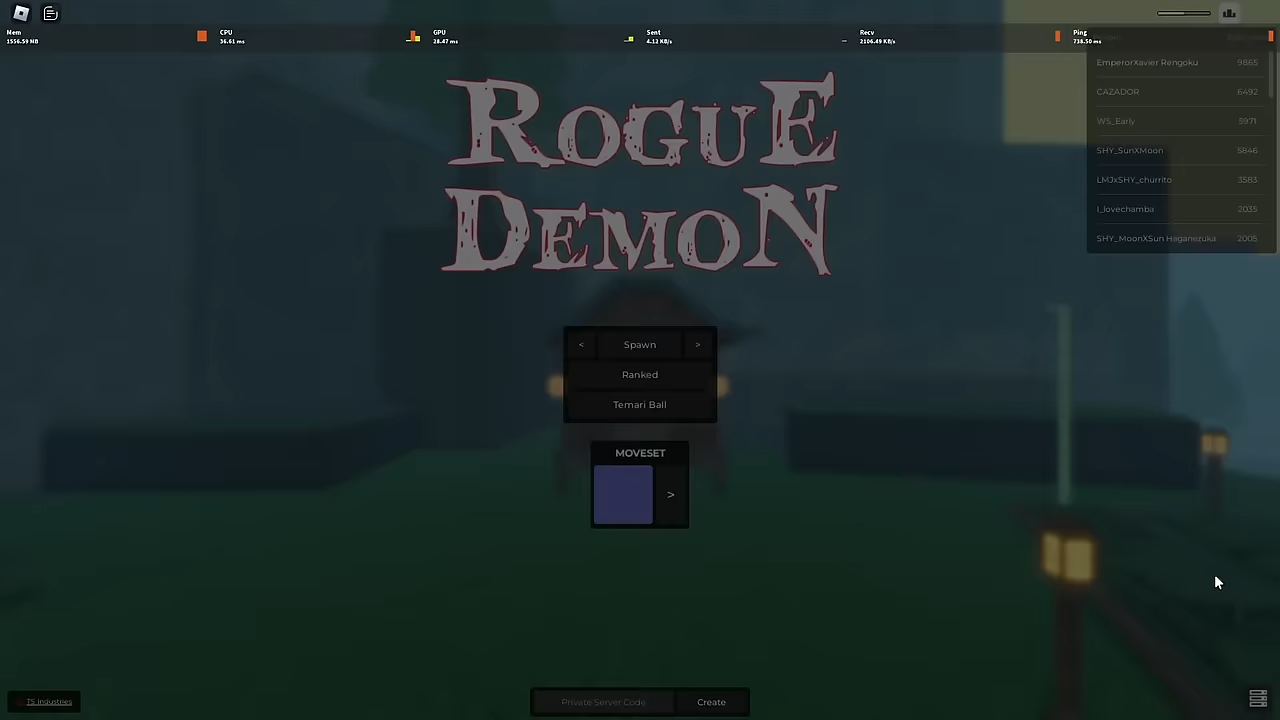 Mem
1556.59 MB
CPU
36.61 ms
GPU
28.47 ms
Sent
4.12 KB/s
Recv
2106.49 KB/s
Ping
738.50 ms
EmperorXavier Rengoku 9865
CAZADOR 6492
WS_Early 5971
SHY_SunXMoon 5846
LMJxSHY_churrito 3583
I_lovechamba 2035
SHY_MoonXSun Haganezuka 2005
ROGUE
DEMON
< Spawn >
Ranked
Temari Ball
MOVESET
>
TS Industries
Private Server Code Create